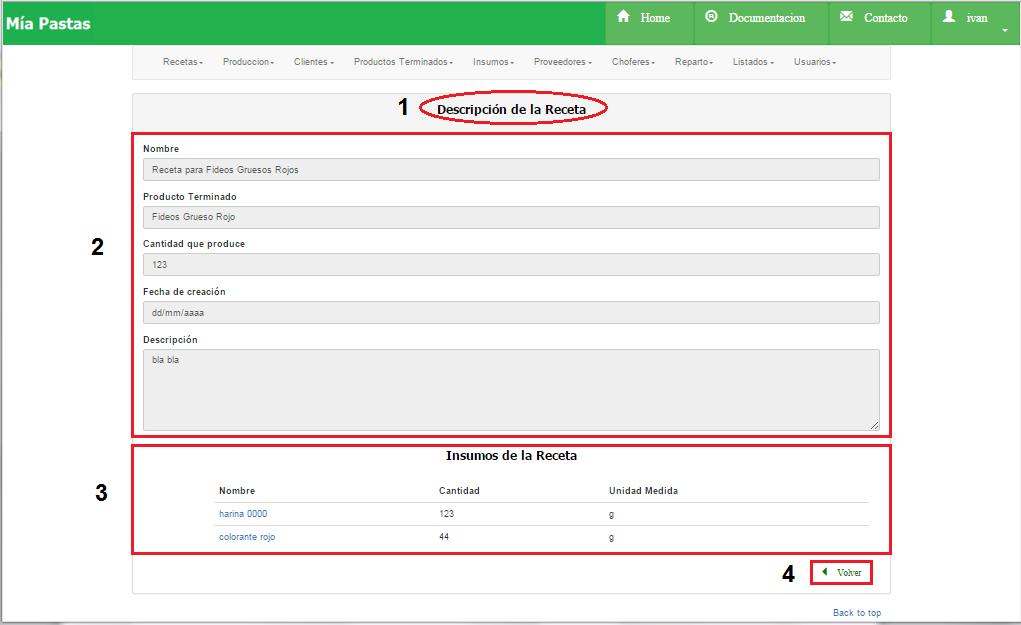 Mía Pastas Home Documentacion Contacto ivan
Recetas Produccion Clientes Productos Terminados Insumos Proveedores Choferes Reparto Listados Usuarios
1 Descripción de la Receta
Nombre
Receta para Fideos Gruesos Rojos
Producto Terminado
Fideos Grueso Rojo
2
Cantidad que produce
123
Fecha de creación
dd/mm/aaaa
Descripción
bla bla
Insumos de la Receta
3
Nombre Cantidad Unidad Medida
harina 0000 123 g
colorante rojo 44 g
4 Volver
Back to top